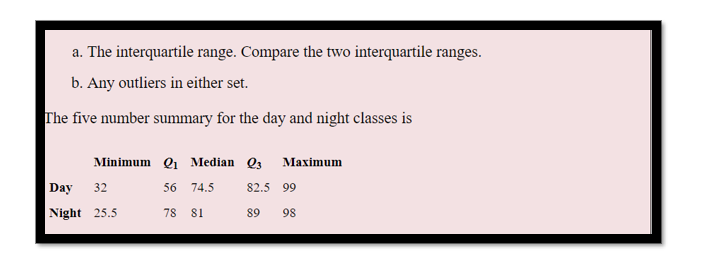 a. The interquartile range. Compare the two interquartile ranges.
b. Any outliers in either set.
The five number summary for the day and night classes is
Minimum Q1 Median Q3 Maximum
Day 32 56 74.5 82.5 99
Night 25.5 78 81 89 98